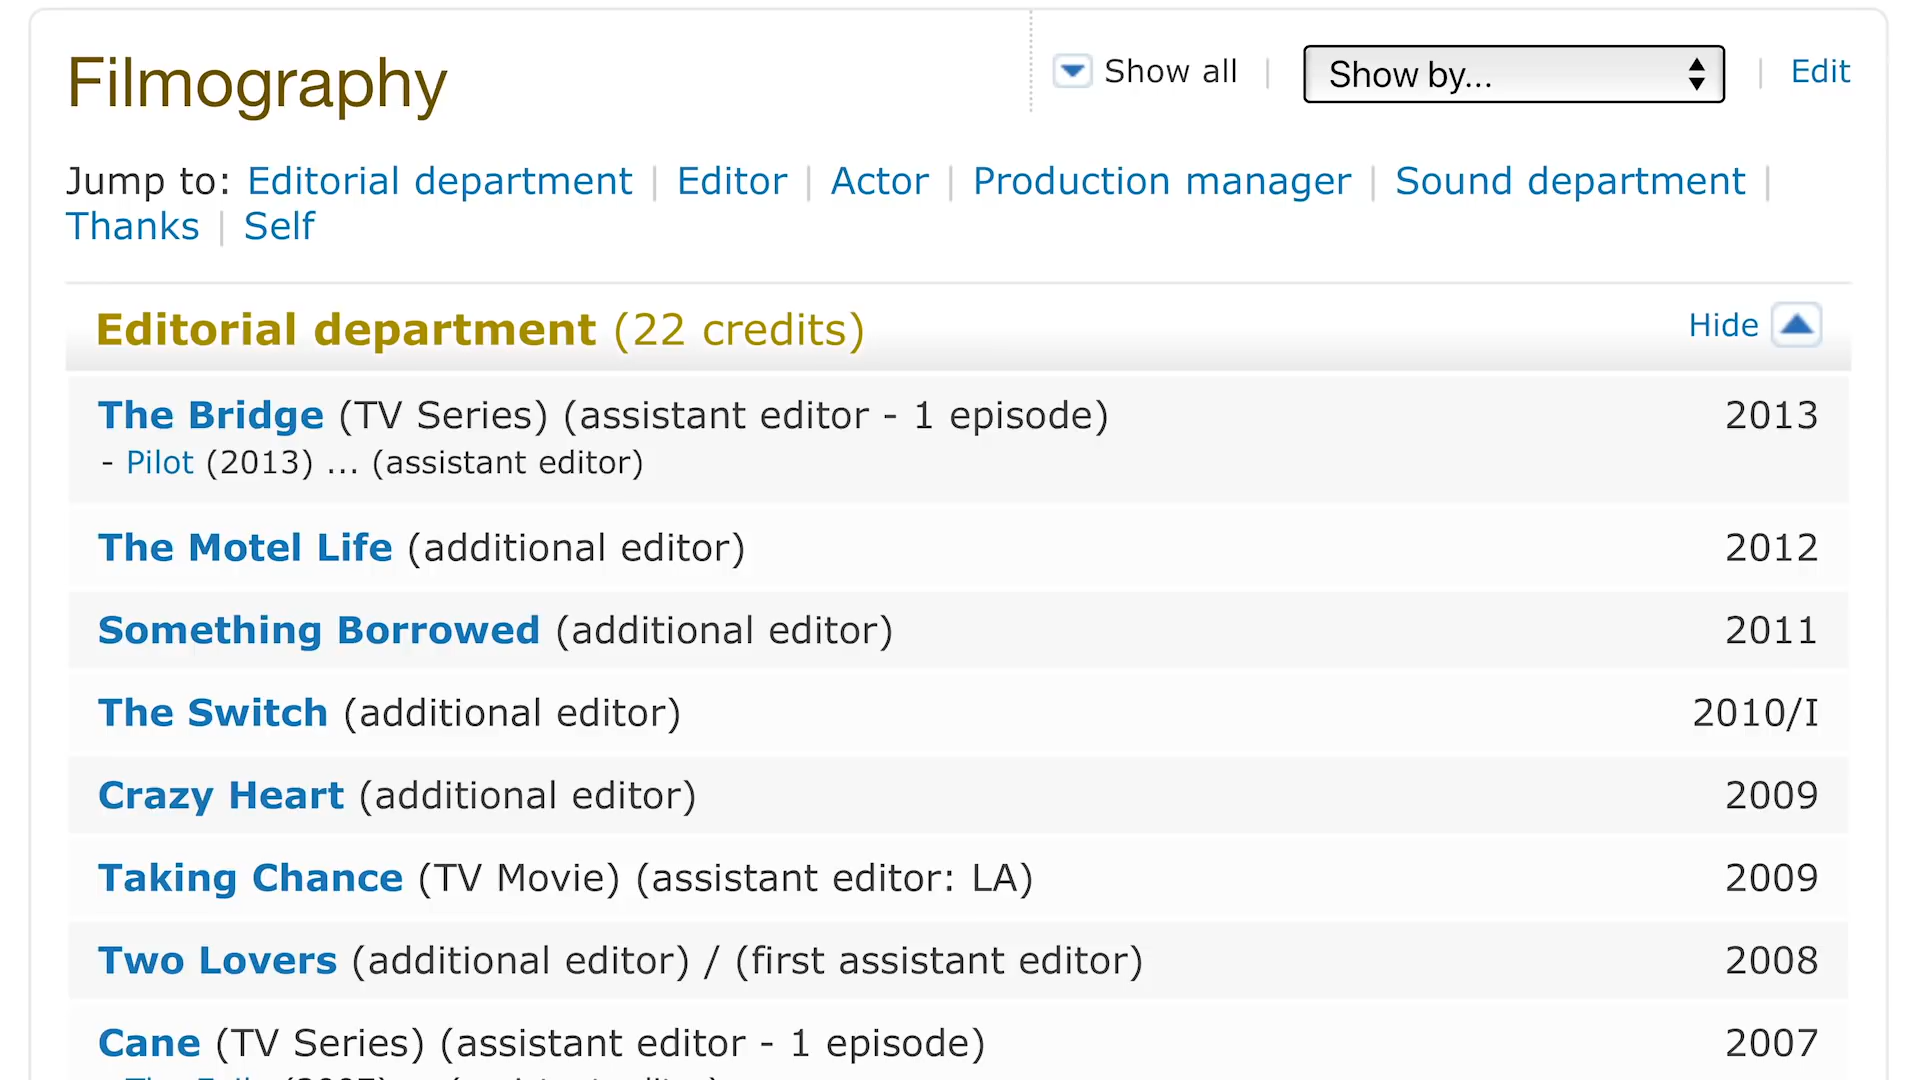 Filmography
Show all | Show by... | Edit
Jump to: Editorial department | Editor | Actor | Production manager | Sound department |
Thanks | Self
Editorial department (22 credits) Hide
The Bridge (TV Series) (assistant editor - 1 episode) 2013
- Pilot (2013) ... (assistant editor)
The Motel Life (additional editor) 2012
Something Borrowed (additional editor) 2011
The Switch (additional editor) 2010/I
Crazy Heart (additional editor) 2009
Taking Chance (TV Movie) (assistant editor: LA) 2009
Two Lovers (additional editor) / (first assistant editor) 2008
Cane (TV Series) (assistant editor - 1 episode) 2007